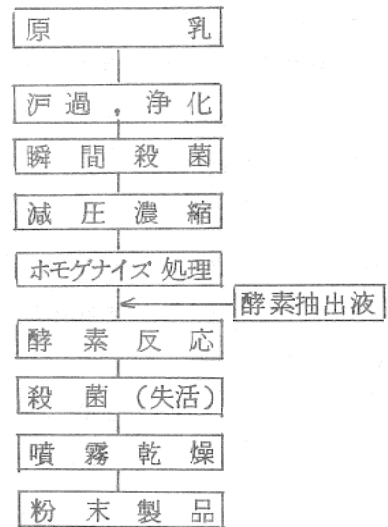 原乳
沪過，浄化
瞬間殺菌
減圧濃縮
ホモゲナイズ処理
酵素抽出液
酵素反応
殺菌（失活）
噴霧乾燥
粉末製品